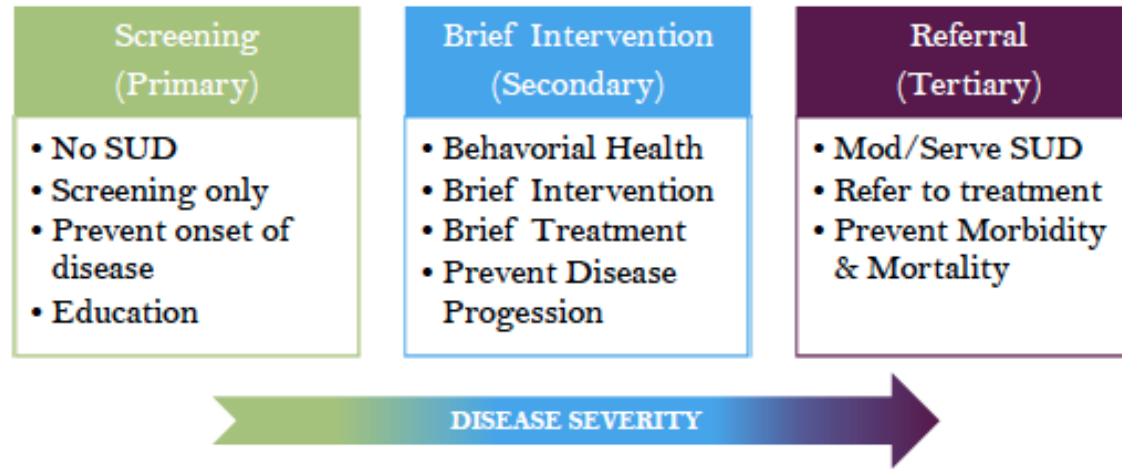 Screening
(Primary)
• No SUD
• Screening only
• Prevent onset of
disease
• Education
Brief Intervention
(Secondary)
• Behavorial Health
• Brief Intervention
• Brief Treatment
• Prevent Disease
Progession
Referral
(Tertiary)
• Mod/Serve SUD
• Refer to treatment
• Prevent Morbidity
& Mortality
DISEASE SEVERITY